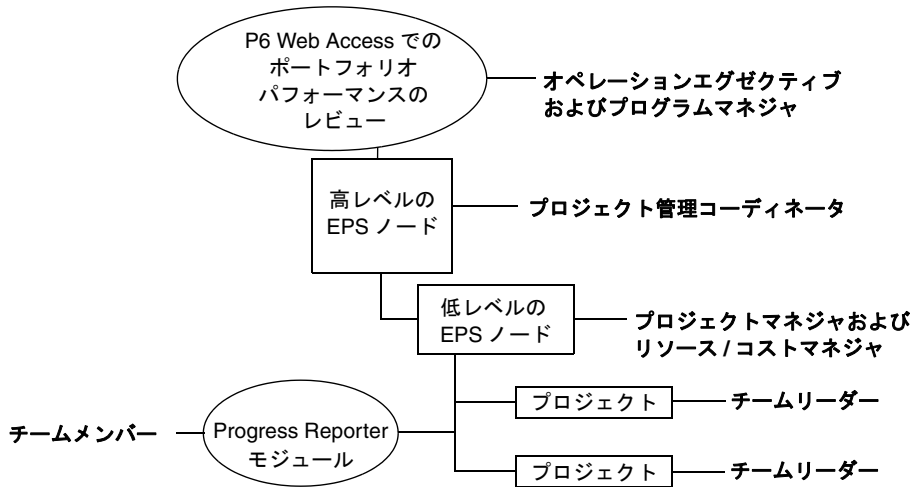 P6 Web Access での
ポートフォリオ
パフォーマンスの
レビュー
オペレーションエグゼクティブ
およびプログラムマネジャ
高レベルの
EPS ノード
プロジェクト管理コーディネータ
低レベルの
EPS ノード
プロジェクトマネジャおよび
リソース / コストマネジャ
プロジェクト
チームリーダー
チームメンバー
Progress Reporter
モジュール
プロジェクト
チームリーダー